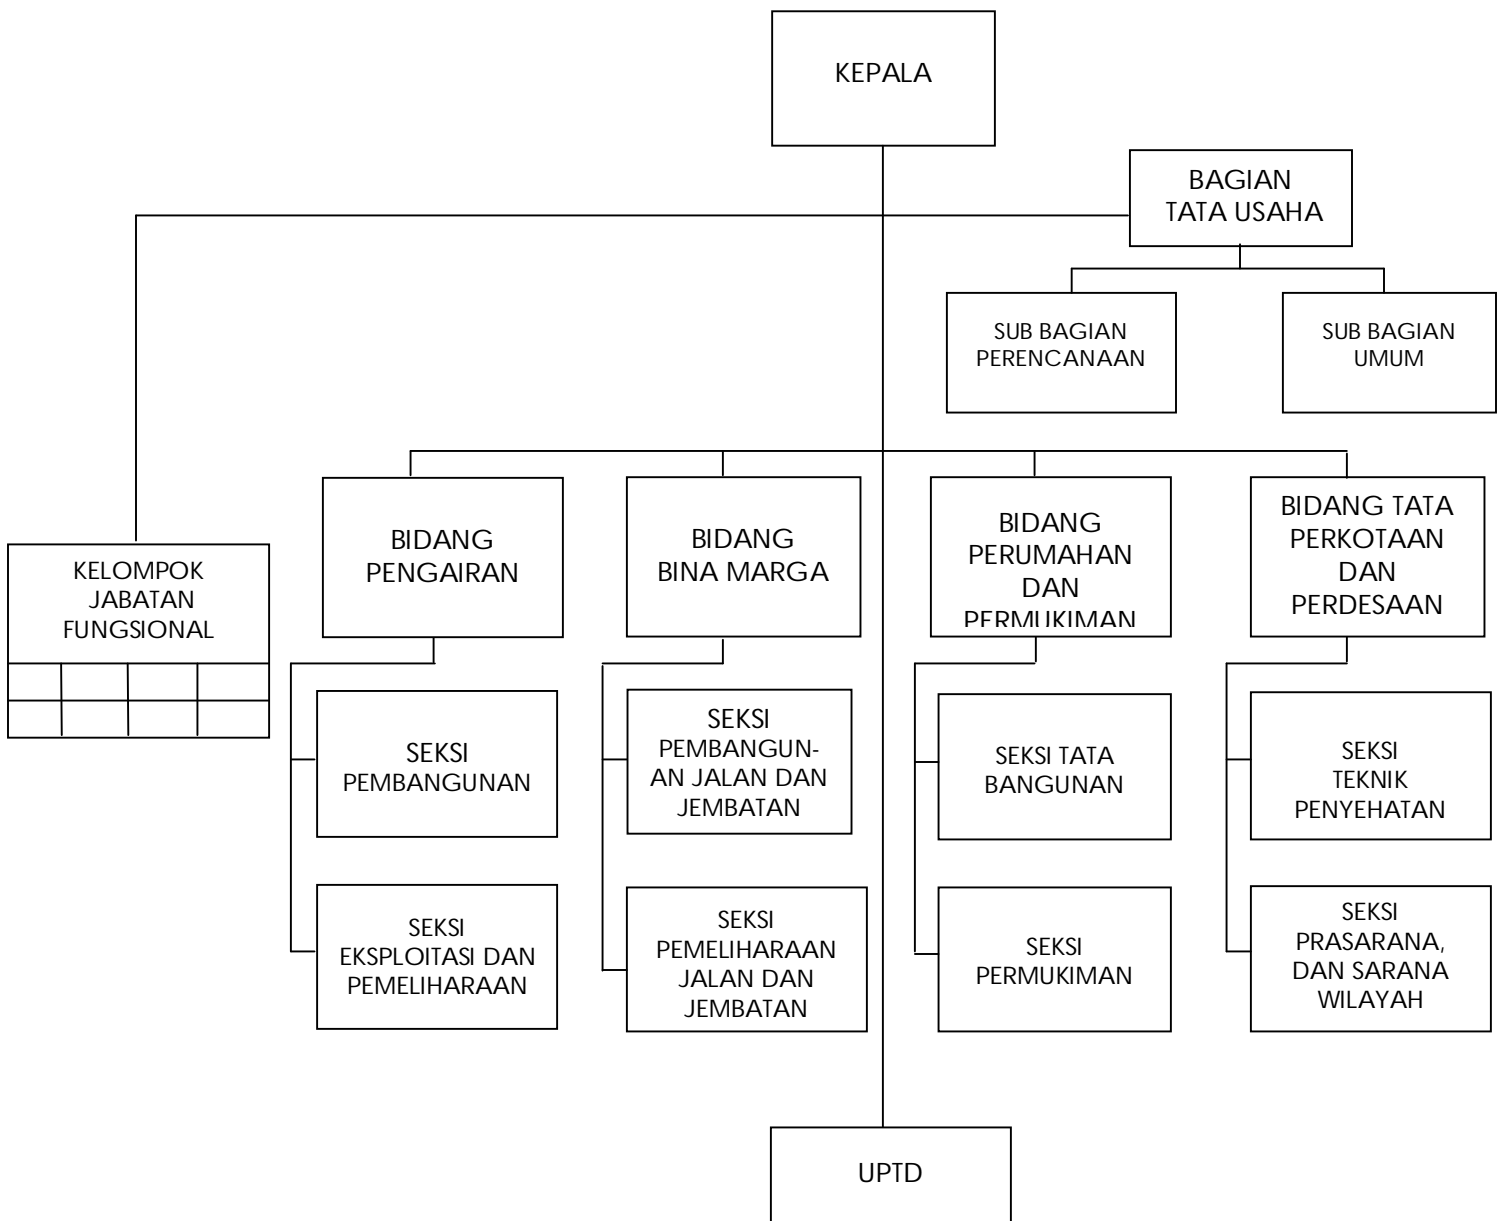 KEPALA
BAGIAN
TATA USAHA
SUB BAGIAN
PERENCANAAN
SUB BAGIAN
UMUM
KELOMPOK
JABATAN
FUNGSIONAL
BIDANG
PENGAIRAN
BIDANG
BINA MARGA
BIDANG
PERUMAHAN
DAN
PERMUKIMAN
BIDANG TATA
PERKOTAAN
DAN
PERDESAAN
SEKSI
PEMBANGUNAN
SEKSI
PEMBANGUN-
AN JALAN DAN
JEMBATAN
SEKSI TATA
BANGUNAN
SEKSI
TEKNIK
PENYEHATAN
SEKSI
EKSPLOITASI DAN
PEMELIHARAAN
SEKSI
PEMELIHARAAN
JALAN DAN
JEMBATAN
SEKSI
PERMUKIMAN
SEKSI
PRASARANA,
DAN SARANA
WILAYAH
UPTD